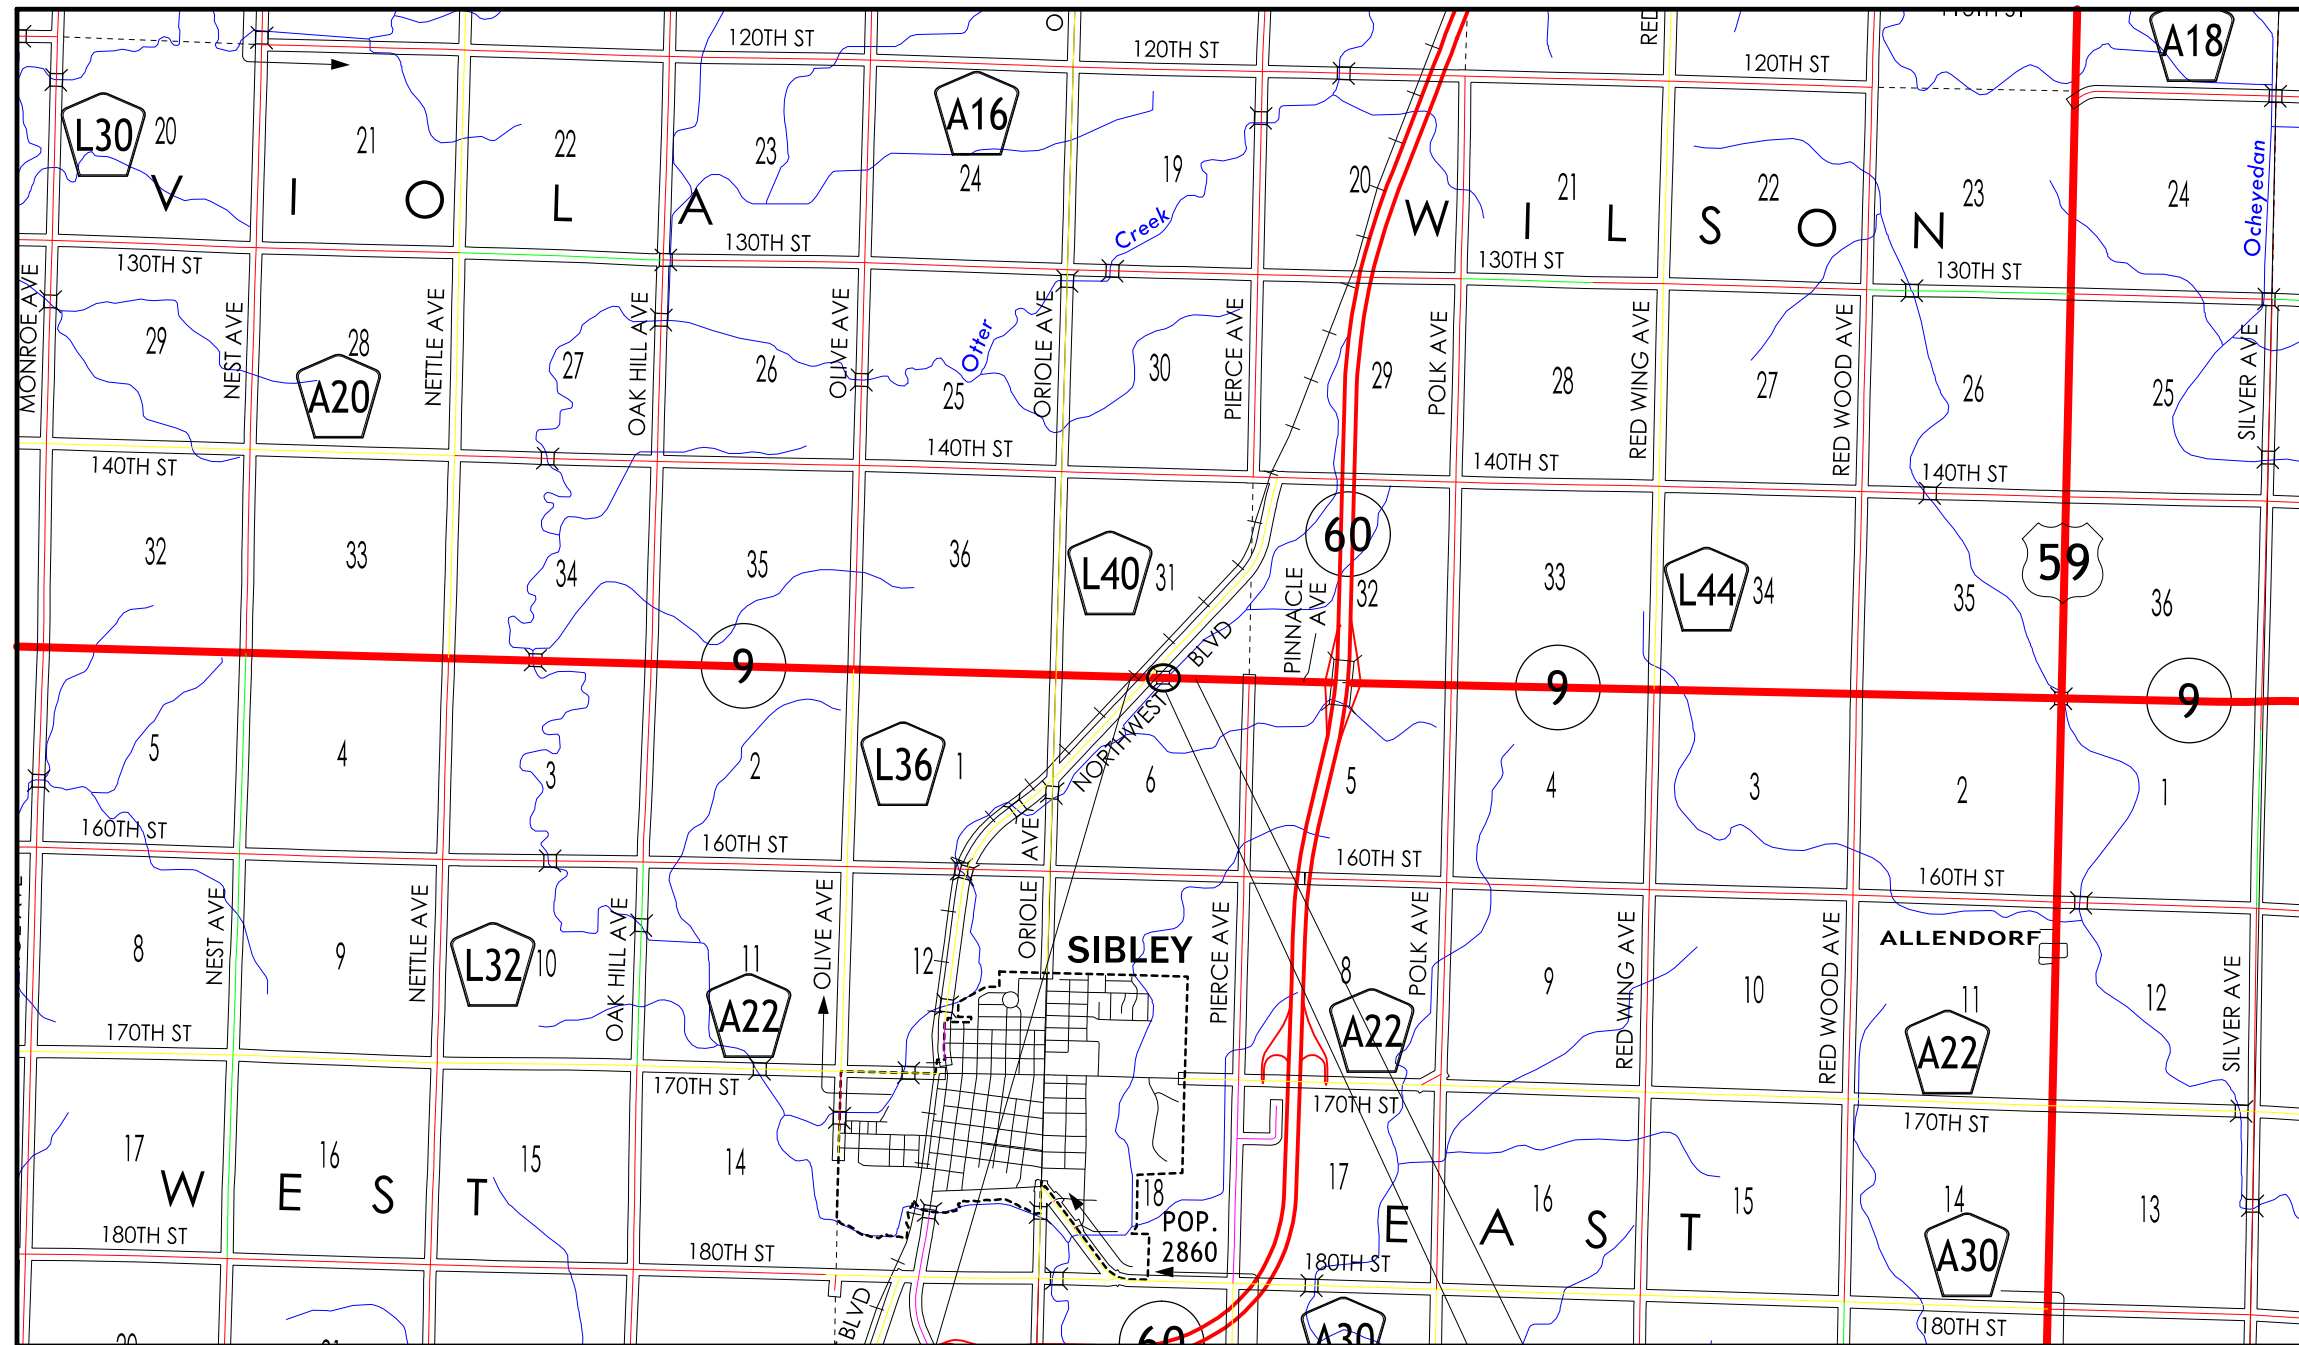 120TH ST
O
120TH ST
RED
120TH ST
A18
L30
20
21
22
23
A16
24
19
20
21
22
23
24
V I O L A
W I L S O N
Creek
Ocheyedan
130TH ST
130TH ST
130TH ST
130TH ST
MONROE AVE
29
NEST AVE
28
A20
NETTLE AVE
27
OAK HILL AVE
26
OLIVE AVE
Otter
25
ORIOLE AVE
30
PIERCE AVE
29
POLK AVE
28
RED WING AVE
27
RED WOOD AVE
26
25
SILVER AVE
140TH ST
140TH ST
140TH ST
140TH ST
32
33
34
35
36
L40
31
60
PINNACLE
AVE
32
33
L44
34
35
59
36
9
BLVD
9
9
NORTHWEST
5
4
3
2
L36
1
6
5
4
3
2
1
160TH ST
160TH ST
AVE
160TH ST
160TH ST
8
NEST AVE
9
NETTLE AVE
L32
10
OAK HILL AVE
11
A22
OLIVE AVE
12
ORIOLE
SIBLEY
PIERCE AVE
8
A22
POLK AVE
9
RED WING AVE
10
RED WOOD AVE
ALLENDORF
11
A22
12
SILVER AVE
170TH ST
170TH ST
170TH ST
170TH ST
17
16
15
14
18
17
16
15
14
13
W E S T
E A S T
POP.
2860
180TH ST
180TH ST
180TH ST
A30
BLVD
60
A30
180TH ST